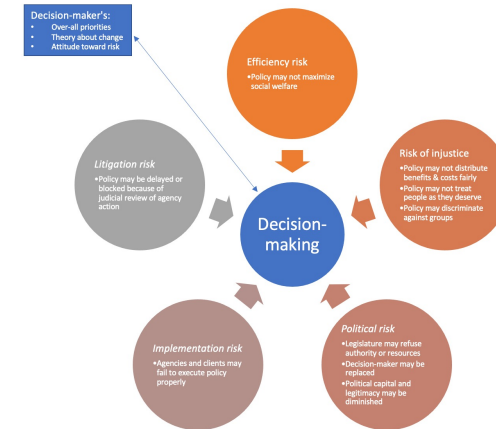 Decision-maker's:
• Over-all priorities
• Theory about change
• Attitude toward risk
Efficiency risk
•Policy may not maximize
social welfare
Litigation risk
•Policy may be delayed or
blocked because of
judicial review of agency
action
Risk of injustice
•Policy may not distribute
benefits & costs fairly
•Policy may not treat
people as they deserve
•Policy may discriminate
against groups
Decision-
making
Implementation risk
•Agencies and clients may
fail to execute policy
properly
Political risk
•Legislature may refuse
authority or resources
•Decision-maker may be
replaced
•Political capital and
legitimacy may be
diminished